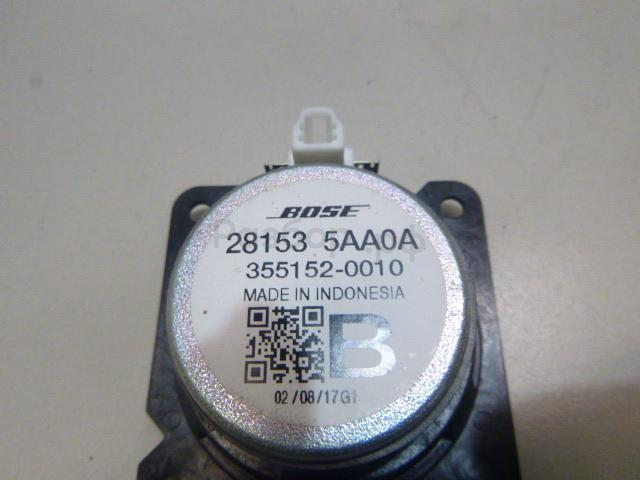 BOSE
28153 5AA0A
355152-0010
MADE IN INDONESIA
B
02/08/17G1